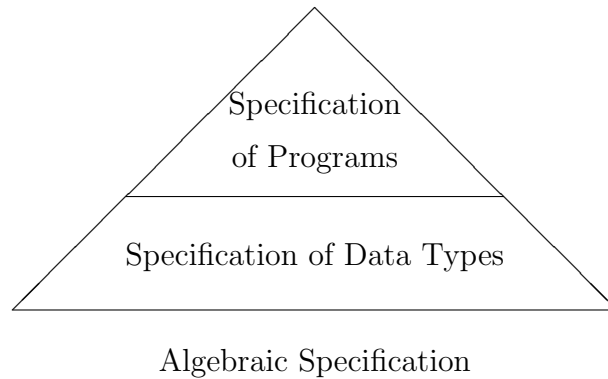 Specification
of Programs
Specification of Data Types
Algebraic Specification